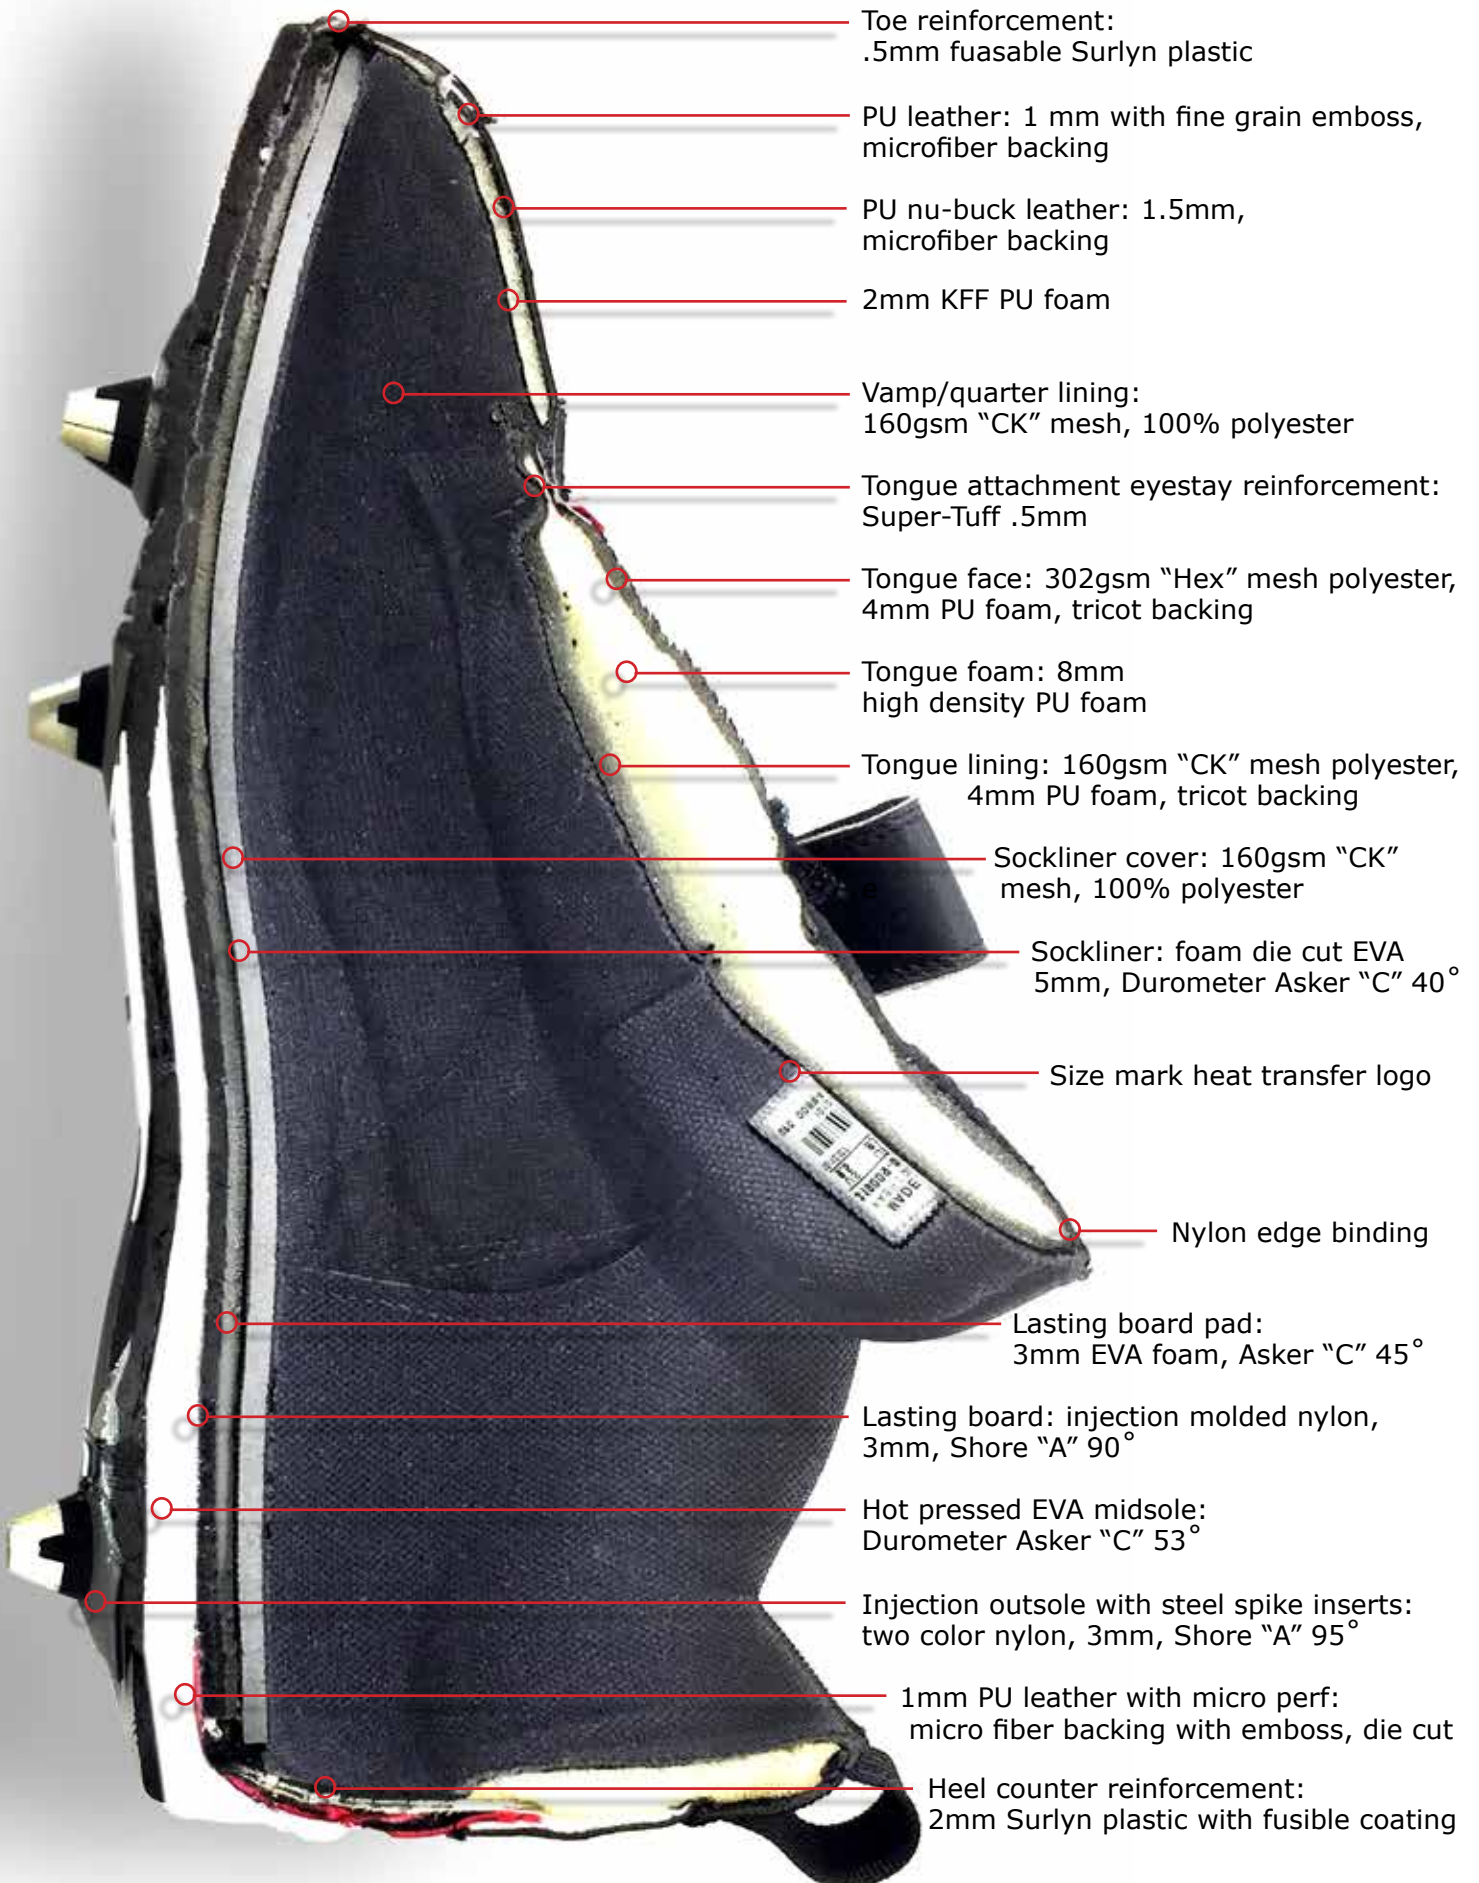 Toe reinforcement:
.5mm fuasable Surlyn plastic
PU leather: 1 mm with fine grain emboss,
microfiber backing
PU nu-buck leather: 1.5mm,
microfiber backing
2mm KFF PU foam
Vamp/quarter lining:
160gsm “CK” mesh, 100% polyester
Tongue attachment eyestay reinforcement:
Super-Tuff .5mm
Tongue face: 302gsm “Hex” mesh polyester,
4mm PU foam, tricot backing
Tongue foam: 8mm
high density PU foam
Tongue lining: 160gsm “CK” mesh polyester,
4mm PU foam, tricot backing
Sockliner cover: 160gsm “CK”
e mesh, 100% polyester
Sockliner: foam die cut EVA
5mm, Durometer Asker “C” 40°
Size mark heat transfer logo
MADE
Nylon edge binding
Lasting board pad:
3mm EVA foam, Asker “C” 45°
Lasting board: injection molded nylon,
3mm, Shore “A” 90°
Hot pressed EVA midsole:
Durometer Asker “C” 53°
Injection outsole with steel spike inserts:
two color nylon, 3mm, Shore “A” 95°
1mm PU leather with micro perf:
micro fiber backing with emboss, die cut
Heel counter reinforcement:
2mm Surlyn plastic with fusible coating